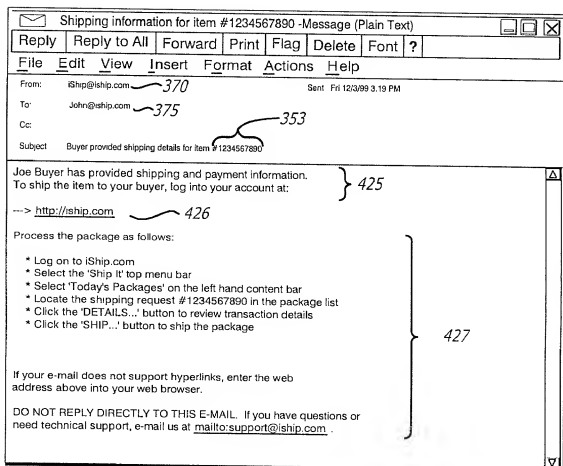 Shipping information for item #1234567890 -Message (Plain Text)
Reply Reply to All Forward Print Flag Delete Font ?
File Edit View Insert Format Actions Help
From: iShip@iship.com 370 Sent Fri 12/3/99 3.19 PM
To: John@iship.com 375
Cc: 353
Subject Buyer provided shipping details for item #1234567890
Joe Buyer has provided shipping and payment information.
To ship the item to your buyer, log into your account at: 425
---> http://iship.com 426
Process the package as follows:
* Log on to iShip.com
* Select the 'Ship It' top menu bar
* Select 'Today's Packages' on the left hand content bar
* Locate the shipping request #1234567890 in the package list
* Click the 'DETAILS...' button to review transaction details
* Click the 'SHIP...' button to ship the package
427
If your e-mail does not support hyperlinks, enter the web
address above into your web browser.
DO NOT REPLY DIRECTLY TO THIS E-MAIL. If you have questions or
need technical support, e-mail us at mailto:support@iship.com .